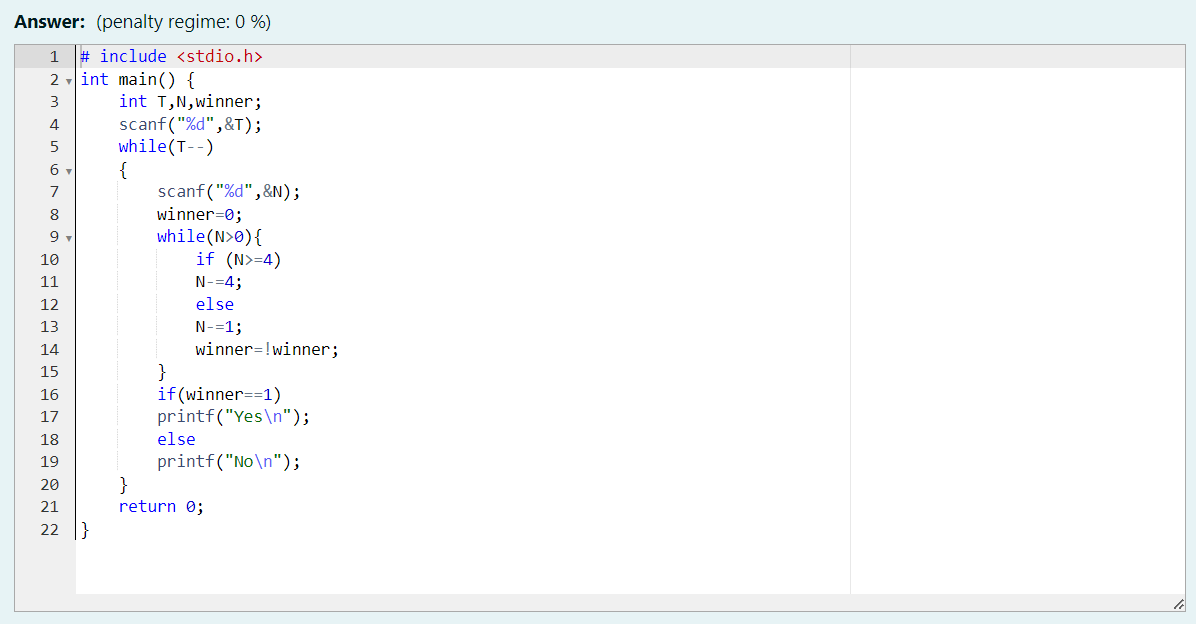 Answer: (penalty regime: 0 %)
1 # include <stdio.h>
2 int main() {
3     int T,N,winner;
4     scanf("%d",&T);
5     while(T--)
6     {
7         scanf("%d",&N);
8         winner=0;
9         while(N>0){
10             if (N>=4)
11             N-=4;
12             else
13             N-=1;
14             winner=!winner;
15         }
16         if(winner==1)
17         printf("Yes\n");
18         else
19         printf("No\n");
20     }
21     return 0;
22 }